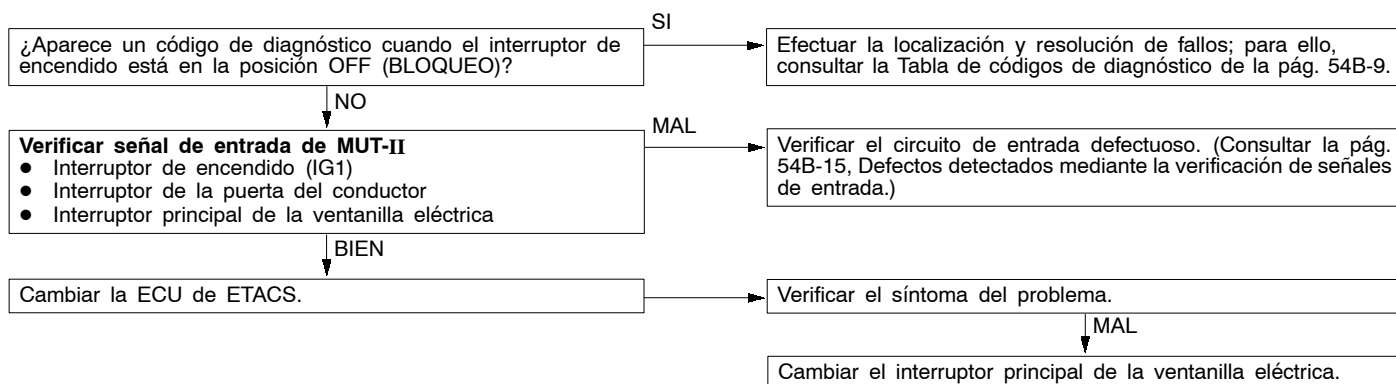 SI
¿Aparece un código de diagnóstico cuando el interruptor de
encendido está en la posición OFF (BLOQUEO)?
Efectuar la localización y resolución de fallos; para ello,
consultar la Tabla de códigos de diagnóstico de la pág. 54B-9.
NO
MAL
Verificar señal de entrada de MUT-II
● Interruptor de encendido (IG1)
● Interruptor de la puerta del conductor
● Interruptor principal de la ventanilla eléctrica
Verificar el circuito de entrada defectuoso. (Consultar la pág.
54B-15, Defectos detectados mediante la verificación de señales
de entrada.)
BIEN
Cambiar la ECU de ETACS.
Verificar el síntoma del problema.
MAL
Cambiar el interruptor principal de la ventanilla eléctrica.